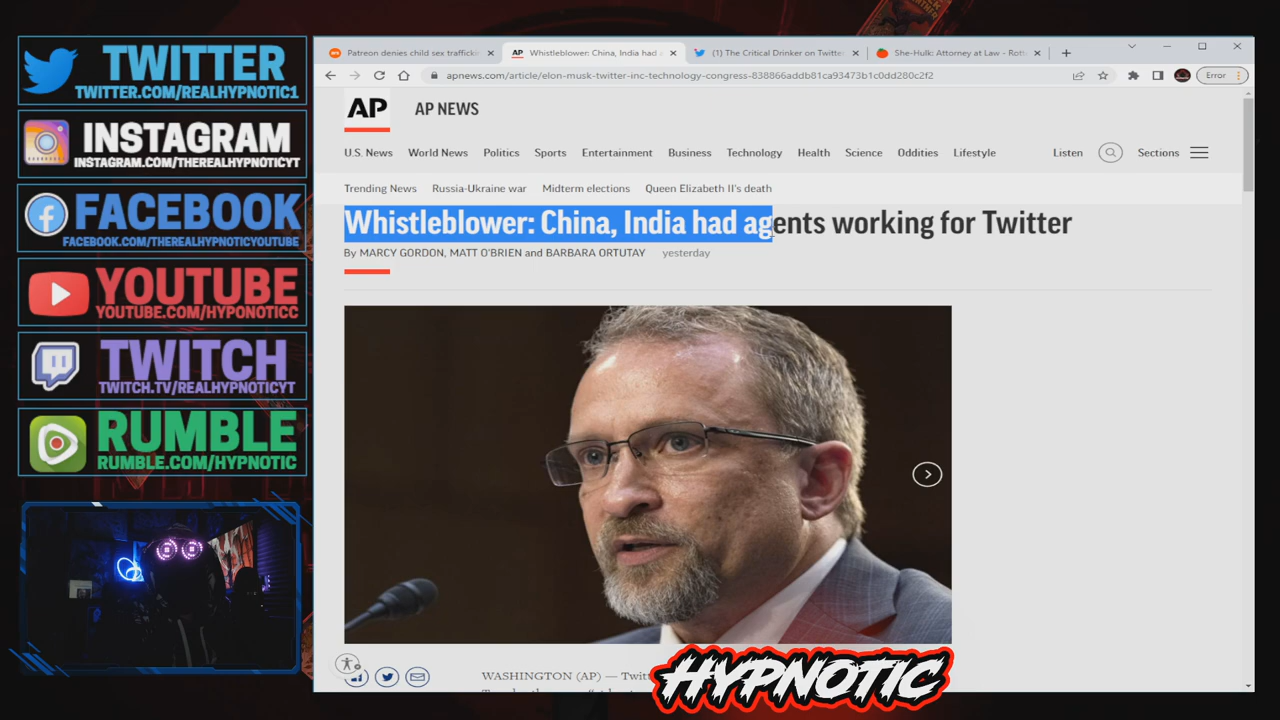 TWITTER
TWITTER.COM/REALHYPNOTIC1
INSTAGRAM
INSTAGRAM.COM/THEREALHYPNOTICYT
FACEBOOK
FACEBOOK.COM/THEREALHYPNOTICYOUTUBE
YOUTUBE
YOUTUBE.COM/HYPONOTICC
TWITCH
TWITCH.TV/REALHYPNOTICYT
RUMBLE
RUMBLE.COM/HYPNOTIC
Patreon denies child sex traffickin
AP Whistleblower: China, India had a
(1) The Critical Drinker on Twitte
She-Hulk: Attorney at Law - Rott
apnews.com/article/elon-musk-twitter-inc-technology-congress-838866addb81ca93473b1c0dd280c2f2
Error
AP
AP NEWS
U.S. News World News Politics Sports Entertainment Business Technology Health Science Oddities Lifestyle Listen Sections
Trending News Russia-Ukraine war Midterm elections Queen Elizabeth II's death
Whistleblower: China, India had agents working for Twitter
By MARCY GORDON, MATT O'BRIEN and BARBARA ORTUTAY yesterday
WASHINGTON (AP) — Twit
HYPNOTIC